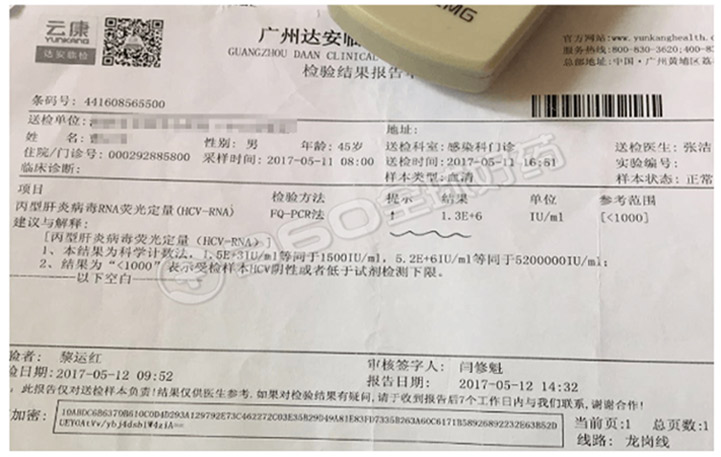 云康
YUNKANG
达安临检
广州达安临
GUANGZHOU DAAN CLINICAL
检验结果报告
官方网站:www.yunkanghealth.c
服务热线:800-830-3620;400-83
总部地址:中国·广州黄埔区
条码号: 441608565500
送检单位:
地址:
姓 名:
性别: 男
年龄: 45岁
送检科室: 感染科门诊
送检医生: 张洁
住院/门诊号: 000292885800
采样时间: 2017-05-11 08:00
送检时间: 2017-05-11 16:51
实验编号:
临床诊断:
样本类型: 血清
样本状态: 正常
项目 检验方法 提示 结果 单位 参考范围
丙型肝炎病毒RNA荧光定量(HCV-RNA) FQ-PCR法 ↑ 1.3E+6 IU/ml [<1000]
建议与解释:
[丙型肝炎病毒荧光定量 (HCV-RNA)]
1、本结果为科学计数法, 1.5E+3IU/ml等同于1500IU/ml, 5.2E+6IU/ml等同于5200000IU/ml;
2、结果为“<1000”表示受检样本HCV阴性或者低于试剂检测下限。
----以下空白----
360全球好药
验者: 黎运红
审核签字人: 闫修魁
验日期:2017-05-12 09:52
报告日期: 2017-05-12 14:32
:此报告仅对送检样本负责!结果仅供医生参考.如果对检验结果有疑问,请于收到报告后7个工作日内与我们联系,谢谢合作!
加密:
当前页:1 总页数:1
线路: 龙岗线